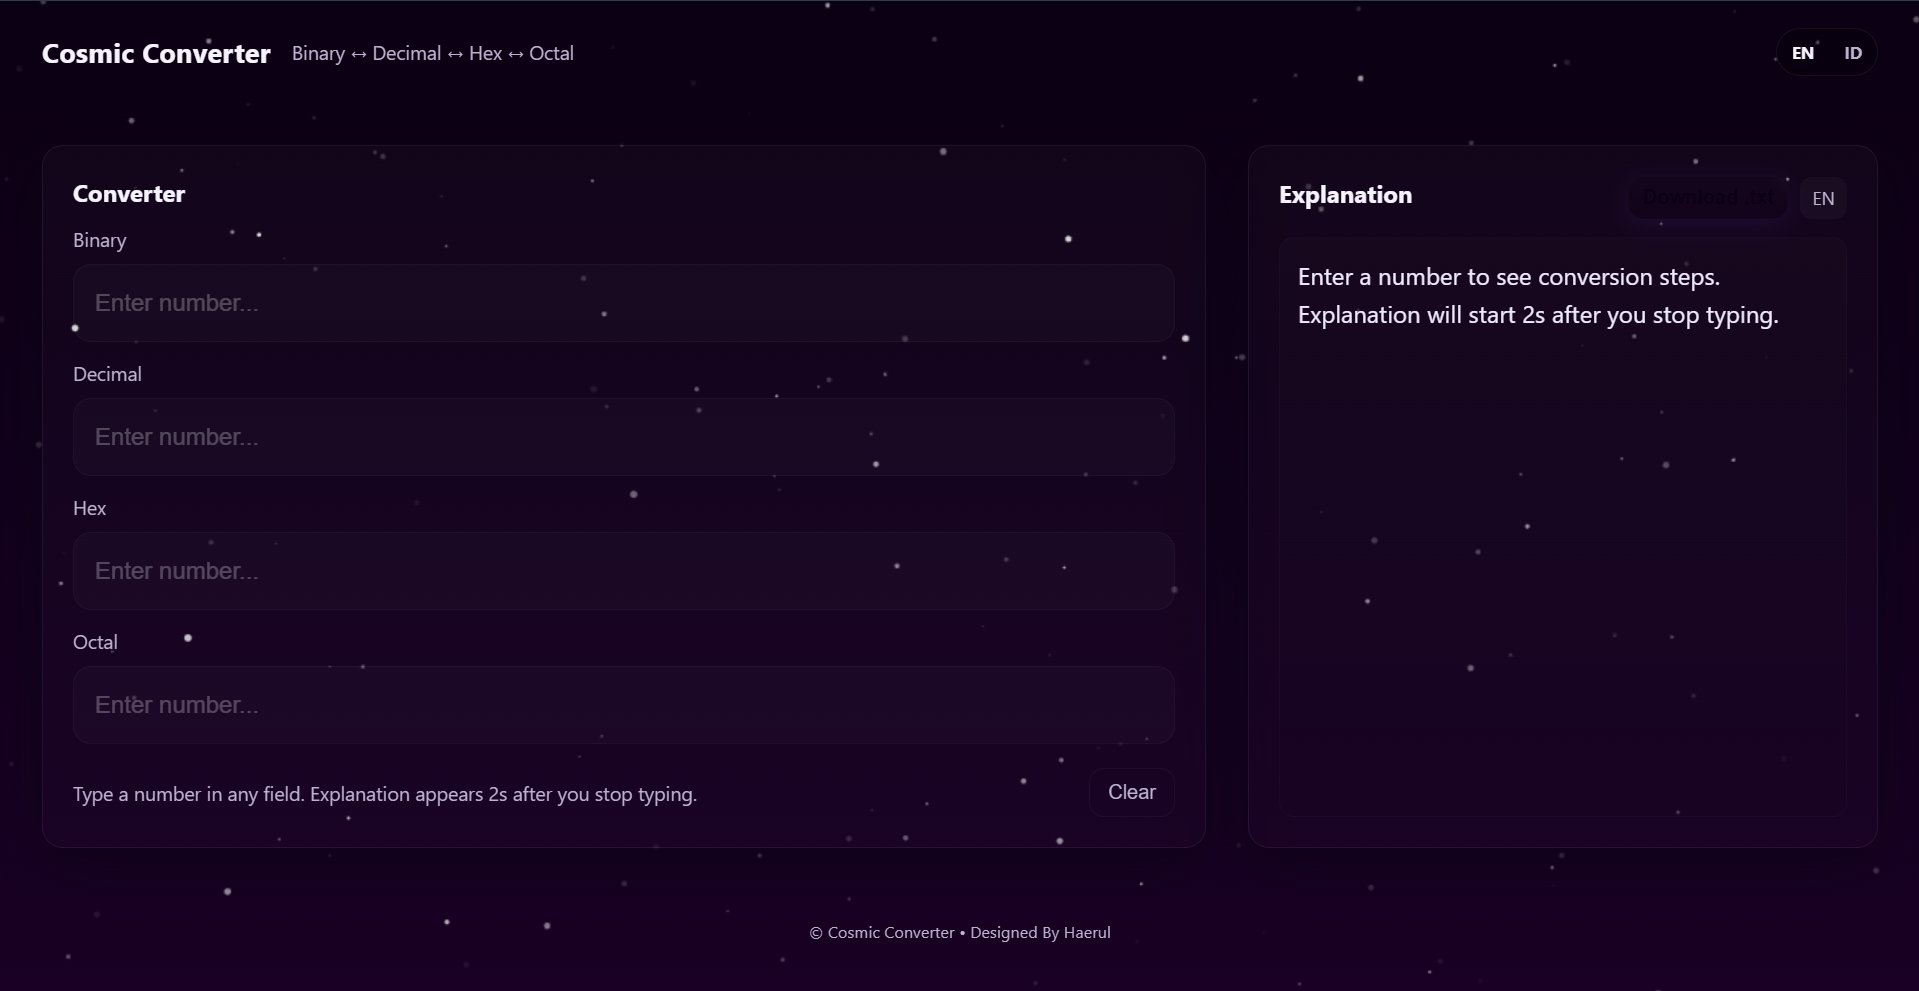 Cosmic Converter Binary ↔ Decimal ↔ Hex ↔ Octal
EN ID
Converter
Binary
Enter number...
Decimal
Enter number...
Hex
Enter number...
Octal
Enter number...
Type a number in any field. Explanation appears 2s after you stop typing.
Clear
Explanation
Download .txt
EN
Enter a number to see conversion steps.
Explanation will start 2s after you stop typing.
© Cosmic Converter • Designed By Haerul